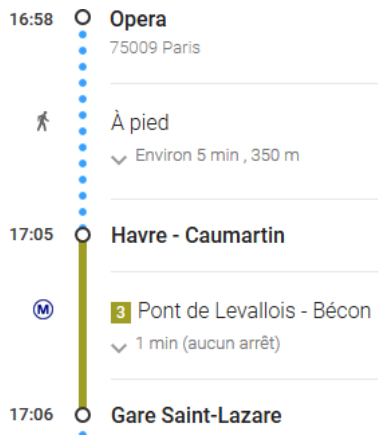 16:58 Opera
75009 Paris
À pied
Environ 5 min , 350 m
17:05 Havre - Caumartin
M 3 Pont de Levallois - Bécon
1 min (aucun arrêt)
17:06 Gare Saint-Lazare